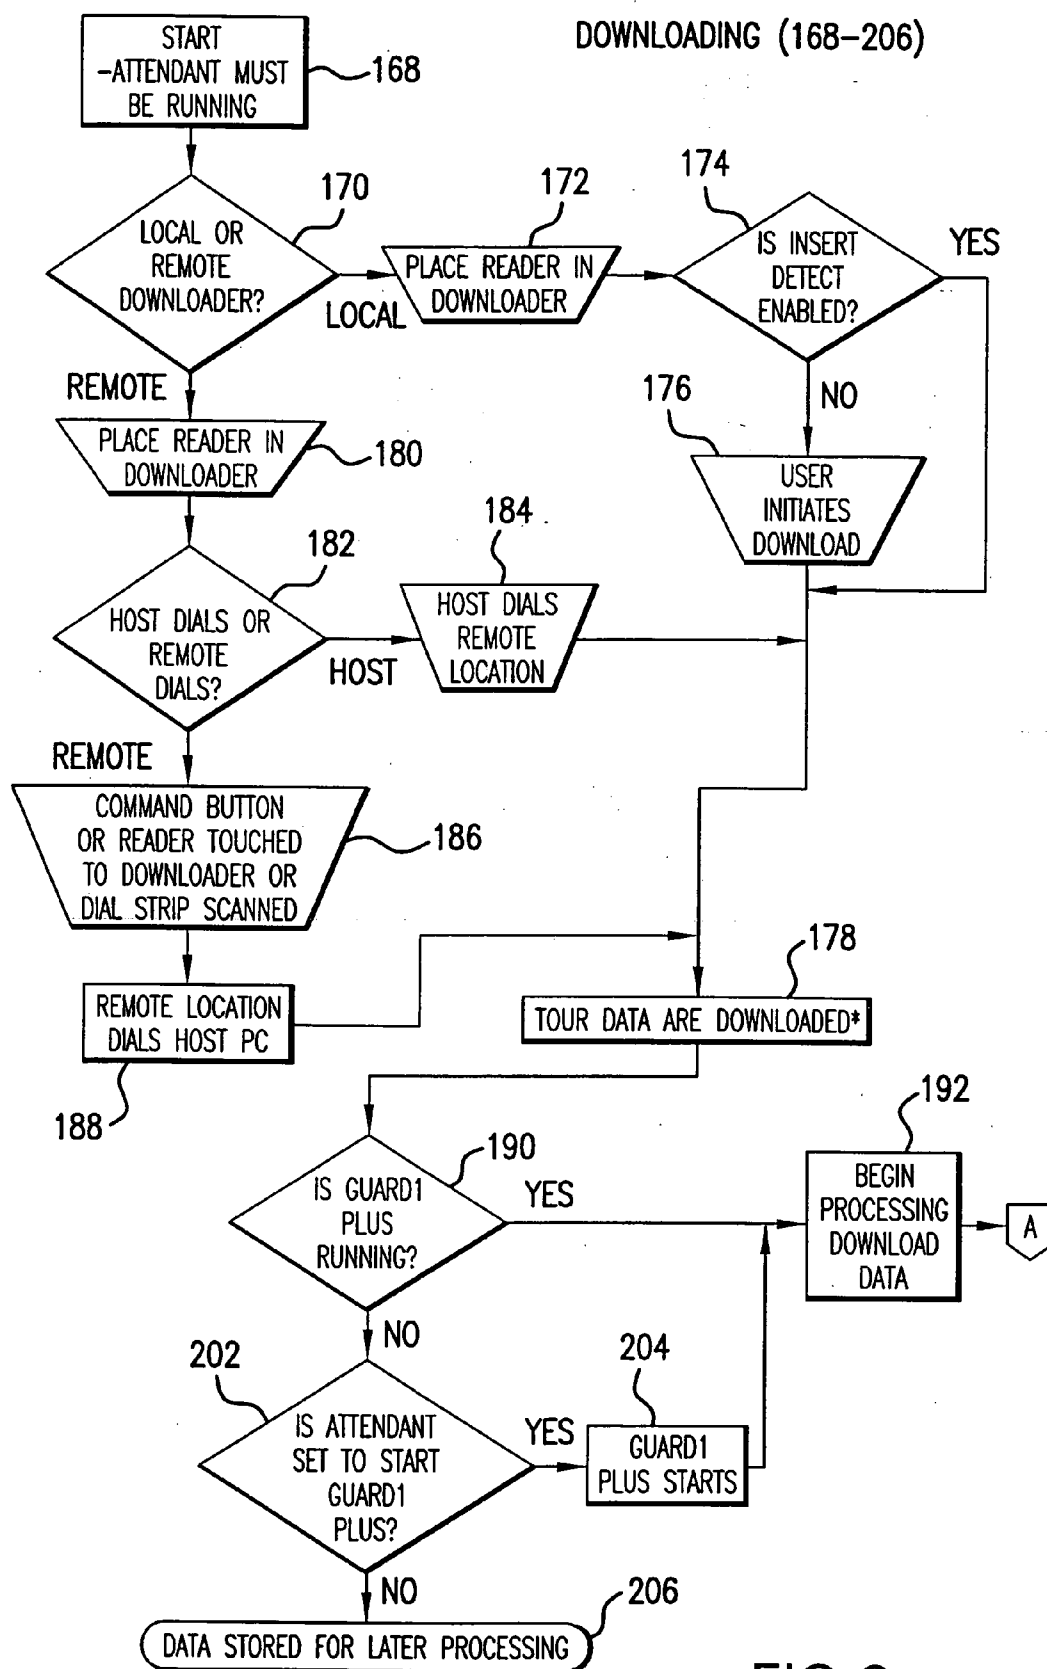 DOWNLOADING (168-206)
START
-ATTENDANT MUST
BE RUNNING
168
170
LOCAL OR
REMOTE
DOWNLOADER?
LOCAL
172
PLACE READER IN
DOWNLOADER
174
IS INSERT
DETECT
ENABLED?
YES
NO
176
USER
INITIATES
DOWNLOAD
REMOTE
PLACE READER IN
DOWNLOADER
180
182
HOST DIALS OR
REMOTE
DIALS?
HOST
184
HOST DIALS
REMOTE
LOCATION
REMOTE
COMMAND BUTTON
OR READER TOUCHED
TO DOWNLOADER OR
DIAL STRIP SCANNED
186
REMOTE LOCATION
DIALS HOST PC
188
178
TOUR DATA ARE DOWNLOADED*
190
IS GUARD1
PLUS
RUNNING?
YES
192
BEGIN
PROCESSING
DOWNLOAD
DATA
A
NO
202
IS ATTENDANT
SET TO START
GUARD1
PLUS?
YES
204
GUARD1
PLUS STARTS
NO
206
DATA STORED FOR LATER PROCESSING